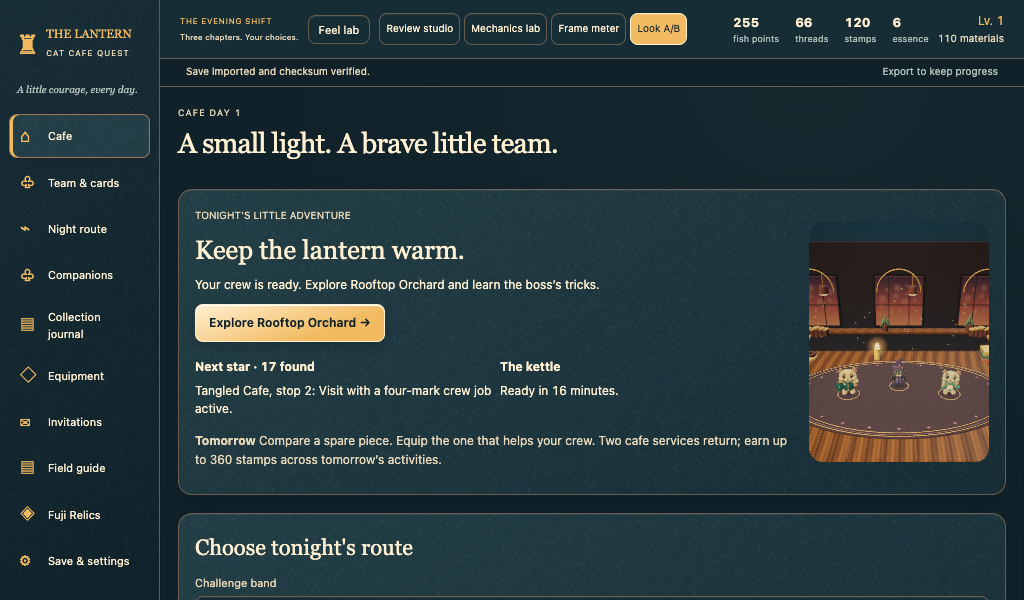 THE LANTERN
CAT CAFE QUEST
A little courage, every day.
Cafe
Team & cards
Night route
Companions
Collection
journal
Equipment
Invitations
Field guide
Fuji Relics
Save & settings
THE EVENING SHIFT
Three chapters. Your choices.
Feel lab
Review studio
Mechanics lab
Frame meter
Look A/B
255
fish points
66
threads
120
stamps
6
essence
Lv. 1
110 materials
Save imported and checksum verified.
Export to keep progress
CAFE DAY 1
A small light. A brave little team.
TONIGHT'S LITTLE ADVENTURE
Keep the lantern warm.
Your crew is ready. Explore Rooftop Orchard and learn the boss's tricks.
Explore Rooftop Orchard →
Next star · 17 found
Tangled Cafe, stop 2: Visit with a four-mark crew job
active.
The kettle
Ready in 16 minutes.
Tomorrow Compare a spare piece. Equip the one that helps your crew. Two cafe services return; earn up
to 360 stamps across tomorrow's activities.
Choose tonight's route
Challenge band